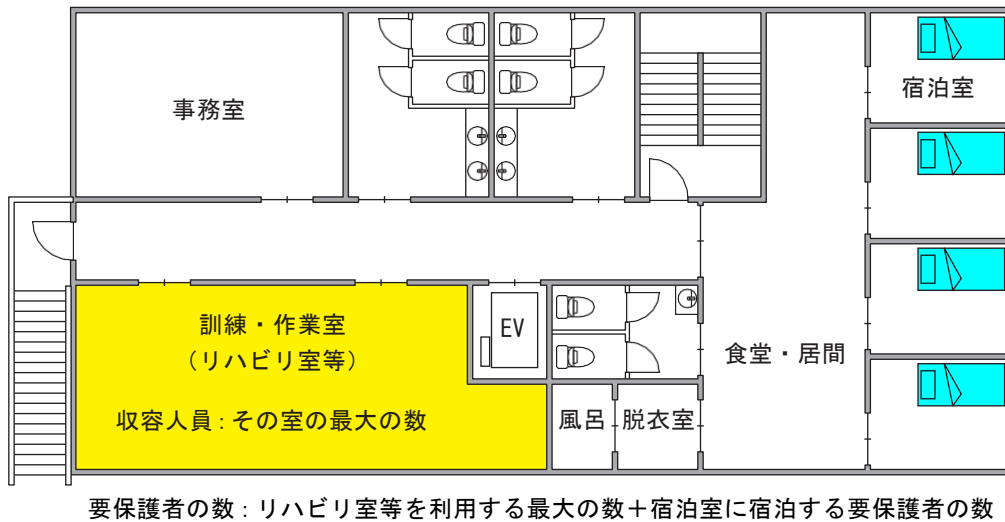 事務室
宿泊室
訓練・作業室
（リハビリ室等）
EV
食堂・居間
収容人員：その室の最大の数
風呂
脱衣室
要保護者の数：リハビリ室等を利用する最大の数＋宿泊室に宿泊する要保護者の数